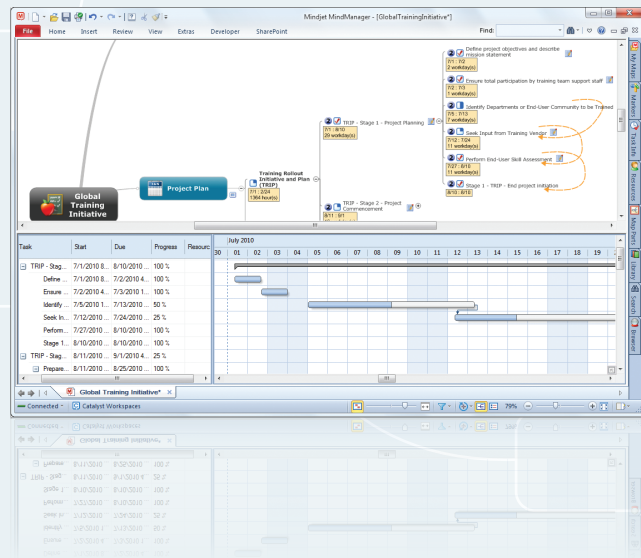 Mindjet MindManager - [GlobalTrainingInitiative*]
File Home Insert Review View Extras Developer SharePoint Find:
Define project objectives and describe
mission statement
7/1 : 7/2
2 workday(s)
Ensure total participation by training team support staff
7/2 : 7/3
1 workday(s)
Identify Departments or End-User Community to be Trained
7/5 : 7/13
7 workday(s)
TRIP - Stage 1 - Project Planning
7/1 : 8/10
29 workday(s)
Seek Input from Training Vendor
7/12 : 7/24
11 workday(s)
Perform End-User Skill Assessment
7/27 : 8/10
11 workday(s)
Stage 1 - TRIP - End project initiation
8/10 : 8/10
Training Rollout
Initiative and Plan
(TRIP)
7/1 : 2/24
1364 hour(s)
Project Plan
Global
Training
Initiative
TRIP - Stage 2 - Project
Commencement
8/11 : 9/1
My Maps
Markers
Task Info
Resources
Map Parts
Library
Search
Browser
Task Start Due Progress Resourc
July 2010
30 01 02 03 04 05 06 07 08 09 10 11 12 13 14 15 16 17 18 19
TRIP - Stag... 7/1/2010 8... 8/10/2010 ... 100 %
Define ... 7/1/2010 8... 7/2/2010 4... 100 %
Ensure ... 7/2/2010 4... 7/3/2010 1... 100 %
Identify ... 7/5/2010 1... 7/13/2010 ... 50 %
Seek In... 7/12/2010 ... 7/24/2010 ... 25 %
Perform... 7/27/2010 ... 8/10/2010 ... 100 %
Stage 1... 8/10/2010 ... 8/10/2010 ... 100 %
TRIP - Stag... 8/11/2010 ... 9/1/2010 4... 25 %
Prepare... 8/11/2010 ... 8/25/2010 ... 100 %
Global Training Initiative*
Connected Catalyst Workspaces 79%